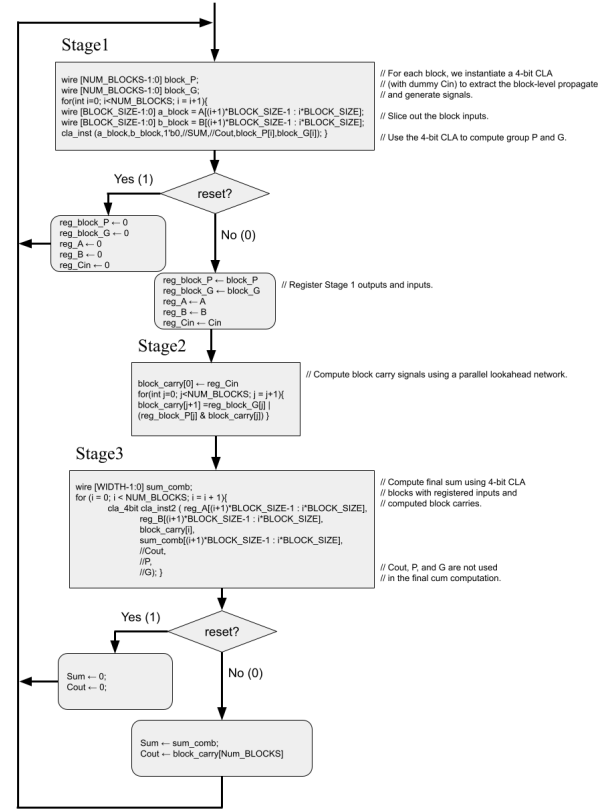 Stage1
wire [NUM_BLOCKS-1:0] block_P;
wire [NUM_BLOCKS-1:0] block_G;
for(int i=0; i<NUM_BLOCKS; i = i+1){
wire [BLOCK_SIZE-1:0] a_block = A[(i+1)*BLOCK_SIZE-1 : i*BLOCK_SIZE];
wire [BLOCK_SIZE-1:0] b_block = B[(i+1)*BLOCK_SIZE-1 : i*BLOCK_SIZE];
cla_inst (a_block,b_block,1'b0,//SUM,//Cout,block_P[i],block_G[i]); }
// For each block, we instantiate a 4-bit CLA
// (with dummy Cin) to extract the block-level propagate
// and generate signals.
// Slice out the block inputs.
// Use the 4-bit CLA to compute group P and G.
reset?
Yes (1)
reg_block_P ← 0
reg_block_G ← 0
reg_A ← 0
reg_B ← 0
reg_Cin ← 0
No (0)
reg_block_P ← block_P
reg_block_G ← block_G
reg_A ← A
reg_B ← B
reg_Cin ← Cin
// Register Stage 1 outputs and inputs.
Stage2
block_carry[0] ← reg_Cin
for(int j=0; j<NUM_BLOCKS; j = j+1){
block_carry[j+1] =reg_block_G[j] |
(reg_block_P[j] & block_carry[j]) }
// Compute block carry signals using a parallel lookahead network.
Stage3
wire [WIDTH-1:0] sum_comb;
for (i = 0; i < NUM_BLOCKS; i = i + 1){
cla_4bit cla_inst2 ( reg_A[(i+1)*BLOCK_SIZE-1 : i*BLOCK_SIZE],
reg_B[(i+1)*BLOCK_SIZE-1 : i*BLOCK_SIZE],
block_carry[i],
sum_comb[(i+1)*BLOCK_SIZE-1 : i*BLOCK_SIZE],
//Cout,
//P,
//G); }
// Compute final sum using 4-bit CLA
// blocks with registered inputs and
// computed block carries.
// Cout, P, and G are not used
// in the final cum computation.
reset?
Yes (1)
Sum ← 0;
Cout ← 0;
No (0)
Sum ← sum_comb;
Cout ← block_carry[Num_BLOCKS]